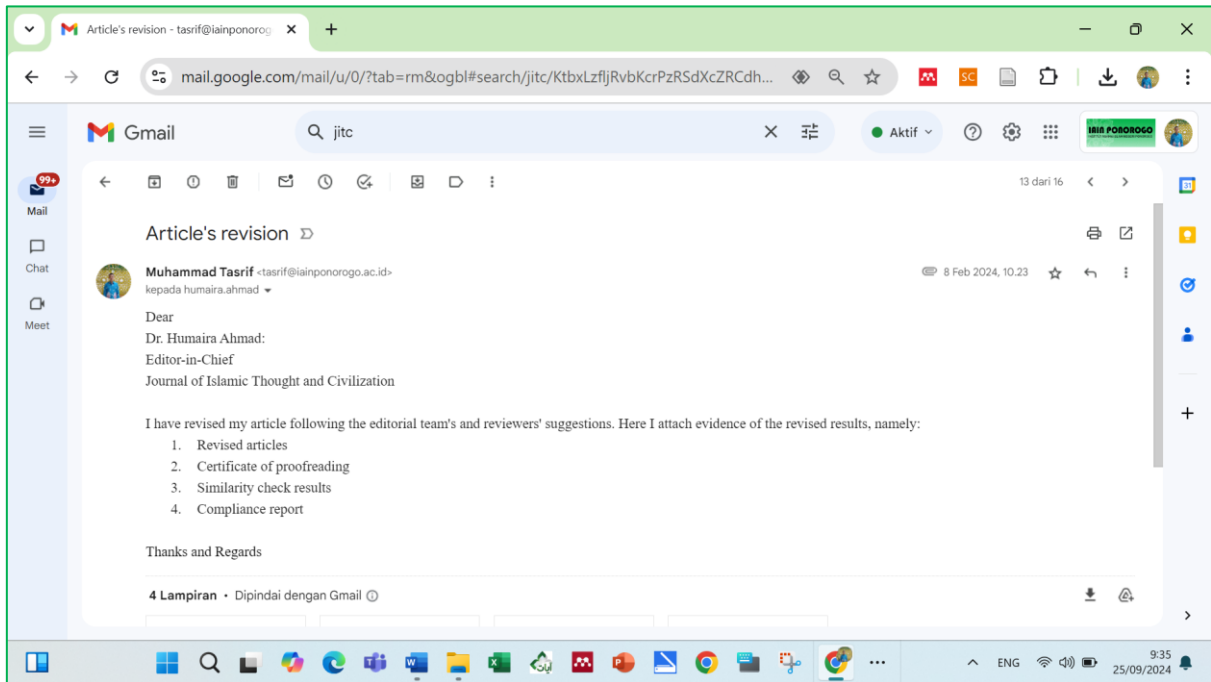 Article's revision - tasrif@iainponorog
mail.google.com/mail/u/0/?tab=rm&ogbl#search/jitc/KtbxLzfljRvbKcrPzRSdXcZRCdh...
SC
Gmail
jitc
Aktif
IAIN PONOROGO
99+
Mail
Chat
Meet
13 dari 16
31
Article's revision
Muhammad Tasrif <tasrif@iainponorogo.ac.id>
8 Feb 2024, 10.23
kepada humaira.ahmad
Dear
Dr. Humaira Ahmad:
Editor-in-Chief
Journal of Islamic Thought and Civilization
I have revised my article following the editorial team's and reviewers' suggestions. Here I attach evidence of the revised results, namely:
1. Revised articles
2. Certificate of proofreading
3. Similarity check results
4. Compliance report
Thanks and Regards
4 Lampiran • Dipindai dengan Gmail
ENG
9:35
25/09/2024